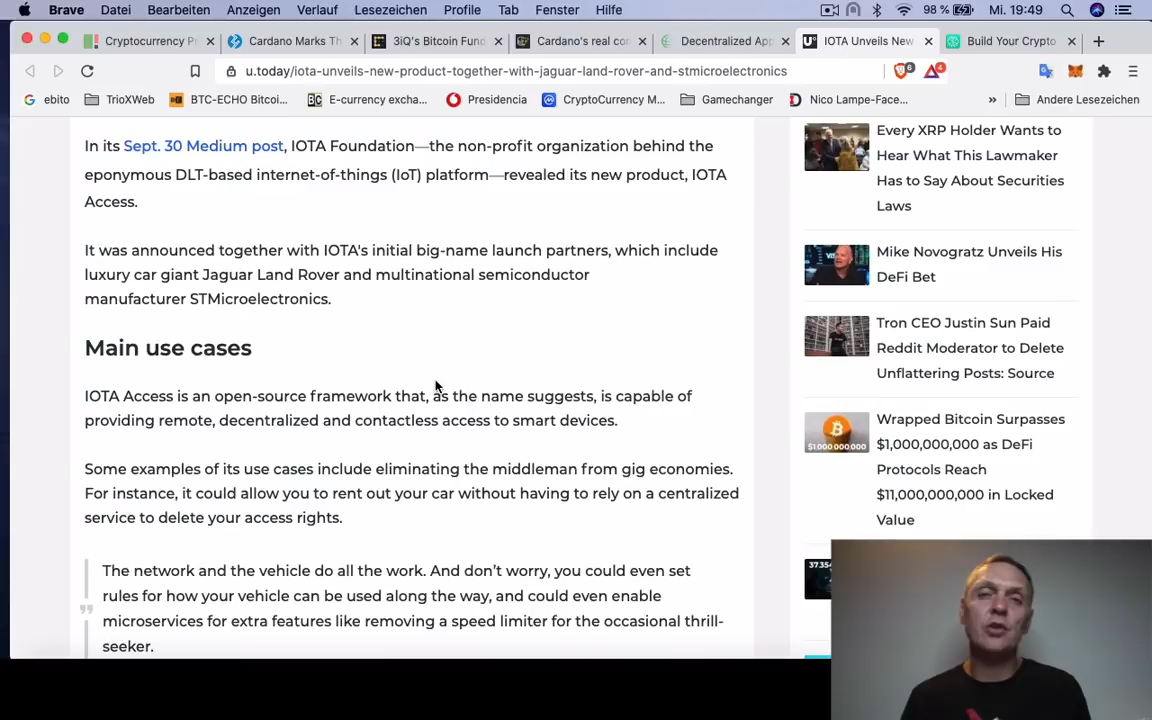 Brave Datei Bearbeiten Anzeigen Verlauf Lesezeichen Profile Tab Fenster Hilfe 98 % Mi. 19:49
Cryptocurrency P
Cardano Marks Th
3iQ's Bitcoin Fund
Cardano's real co
Decentralized App
IOTA Unveils New
Build Your Crypto
u.today/iota-unveils-new-product-together-with-jaguar-land-rover-and-stmicroelectronics
ebito TrioXWeb BTC-ECHO Bitcoi... E-currency excha... Presidencia CryptoCurrency M... Gamechanger Nico Lampe-Face... » Andere Lesezeichen
In its Sept. 30 Medium post, IOTA Foundation—the non-profit organization behind the
eponymous DLT-based internet-of-things (IoT) platform—revealed its new product, IOTA
Access.
It was announced together with IOTA's initial big-name launch partners, which include
luxury car giant Jaguar Land Rover and multinational semiconductor
manufacturer STMicroelectronics.
Main use cases
IOTA Access is an open-source framework that, as the name suggests, is capable of
providing remote, decentralized and contactless access to smart devices.
Some examples of its use cases include eliminating the middleman from gig economies.
For instance, it could allow you to rent out your car without having to rely on a centralized
service to delete your access rights.
The network and the vehicle do all the work. And don't worry, you could even set
rules for how your vehicle can be used along the way, and could even enable
microservices for extra features like removing a speed limiter for the occasional thrill-
seeker.
Every XRP Holder Wants to
Hear What This Lawmaker
Has to Say About Securities
Laws
Mike Novogratz Unveils His
DeFi Bet
Tron CEO Justin Sun Paid
Reddit Moderator to Delete
Unflattering Posts: Source
Wrapped Bitcoin Surpasses
$1,000,000,000 as DeFi
Protocols Reach
$11,000,000,000 in Locked
Value
$1,000,000,000
37.354